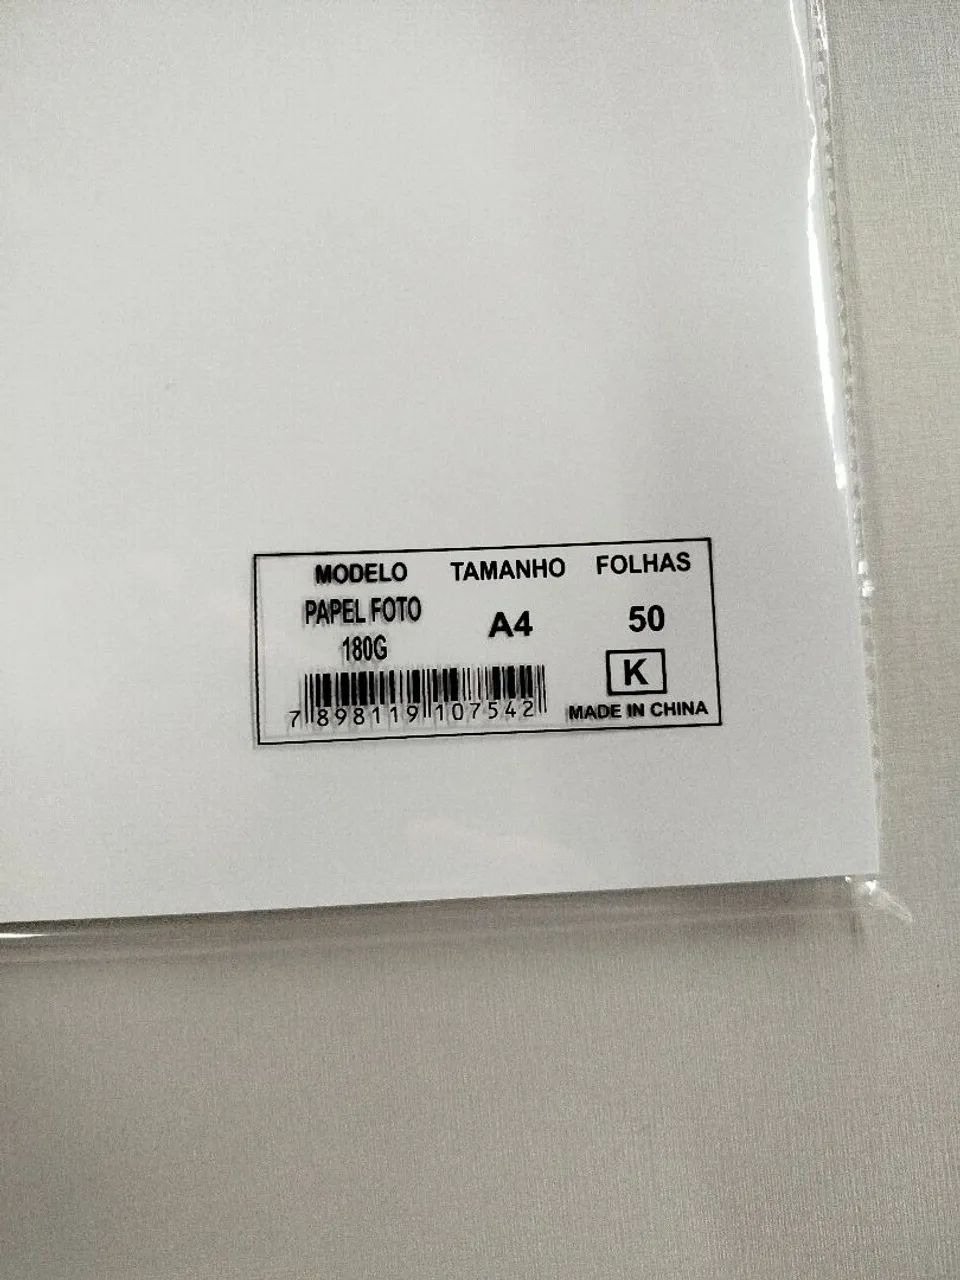 MODELO TAMANHO FOLHAS
PAPEL FOTO A4 50
180G K
7 898119 107542 MADE IN CHINA